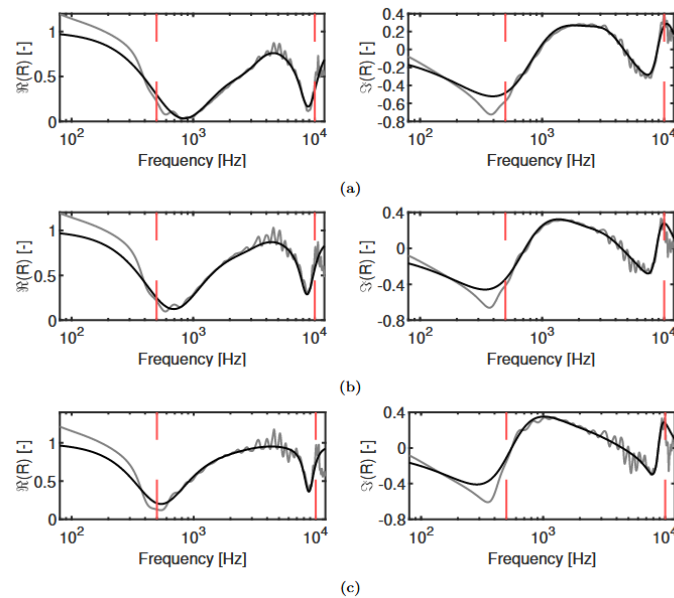 1
0.5
0
ℜ(R) [-]
10² 10³ 10⁴
Frequency [Hz]
0.4
0.2
0
-0.2
-0.4
-0.6
-0.8
ℑ(R) [-]
10² 10³ 10⁴
Frequency [Hz]
(a)
1
0.5
0
ℜ(R) [-]
10² 10³ 10⁴
Frequency [Hz]
0.4
0
-0.4
-0.8
ℑ(R) [-]
10² 10³ 10⁴
Frequency [Hz]
(b)
1
0.5
0
ℜ(R) [-]
10² 10³ 10⁴
Frequency [Hz]
0.4
0
-0.4
-0.8
ℑ(R) [-]
10² 10³ 10⁴
Frequency [Hz]
(c)